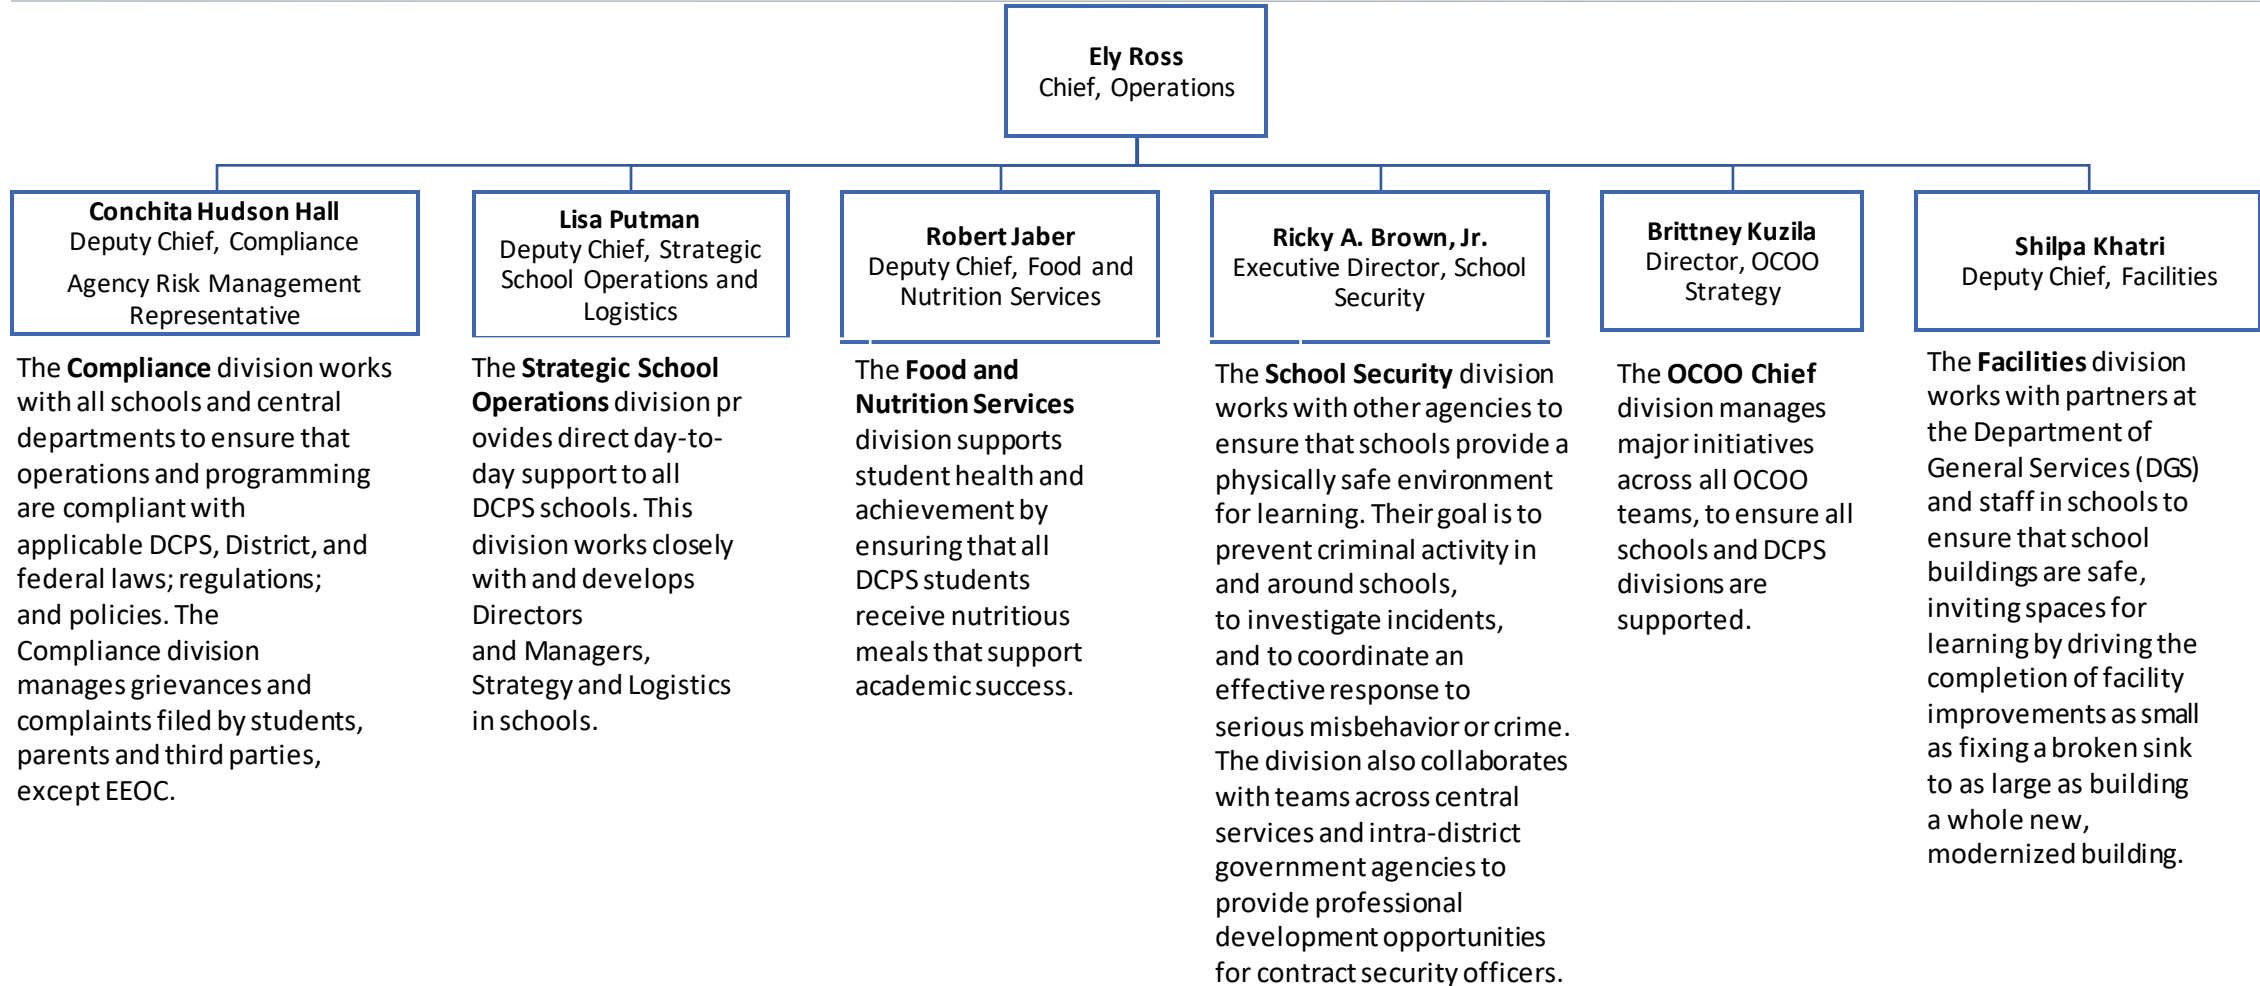 Ely Ross
Chief, Operations
Conchita Hudson Hall
Deputy Chief, Compliance
Agency Risk Management
Representative
The Compliance division works
with all schools and central
departments to ensure that
operations and programming
are compliant with
applicable DCPS, District, and
federal laws; regulations;
and policies. The
Compliance division
manages grievances and
complaints filed by students,
parents and third parties,
except EEOC.
Lisa Putman
Deputy Chief, Strategic
School Operations and
Logistics
The Strategic School
Operations division pr
ovides direct day-to-
day support to all
DCPS schools. This
division works closely
with and develops
Directors
and Managers,
Strategy and Logistics
in schools.
Robert Jaber
Deputy Chief, Food and
Nutrition Services
The Food and
Nutrition Services
division supports
student health and
achievement by
ensuring that all
DCPS students
receive nutritious
meals that support
academic success.
Ricky A. Brown, Jr.
Executive Director, School
Security
The School Security division
works with other agencies to
ensure that schools provide a
physically safe environment
for learning. Their goal is to
prevent criminal activity in
and around schools,
to investigate incidents,
and to coordinate an
effective response to
serious misbehavior or crime.
The division also collaborates
with teams across central
services and intra-district
government agencies to
provide professional
development opportunities
for contract security officers.
Brittney Kuzila
Director, OCOO
Strategy
The OCOO Chief
division manages
major initiatives
across all OCOO
teams, to ensure all
schools and DCPS
divisions are
supported.
Shilpa Khatri
Deputy Chief, Facilities
The Facilities division
works with partners at
the Department of
General Services (DGS)
and staff in schools to
ensure that school
buildings are safe,
inviting spaces for
learning by driving the
completion of facility
improvements as small
as fixing a broken sink
to as large as building
a whole new,
modernized building.